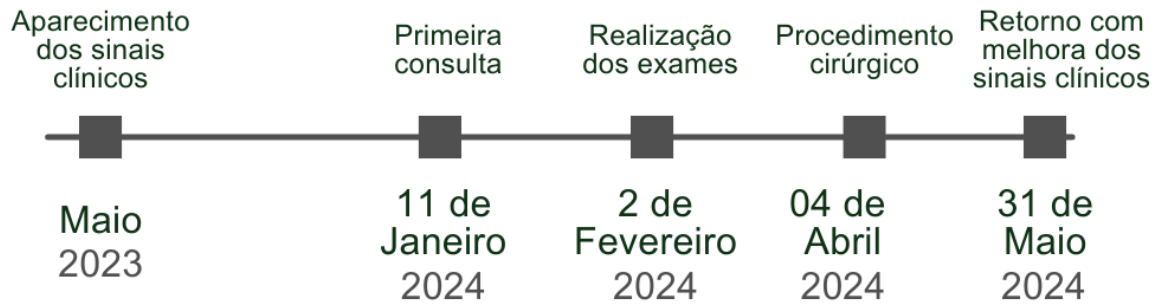 Aparecimento
dos sinais
clínicos
Primeira
consulta
Realização
dos exames
Procedimento
cirúrgico
Retorno com
melhora dos
sinais clínicos
Maio
2023
11 de
Janeiro
2024
2 de
Fevereiro
2024
04 de
Abril
2024
31 de
Maio
2024